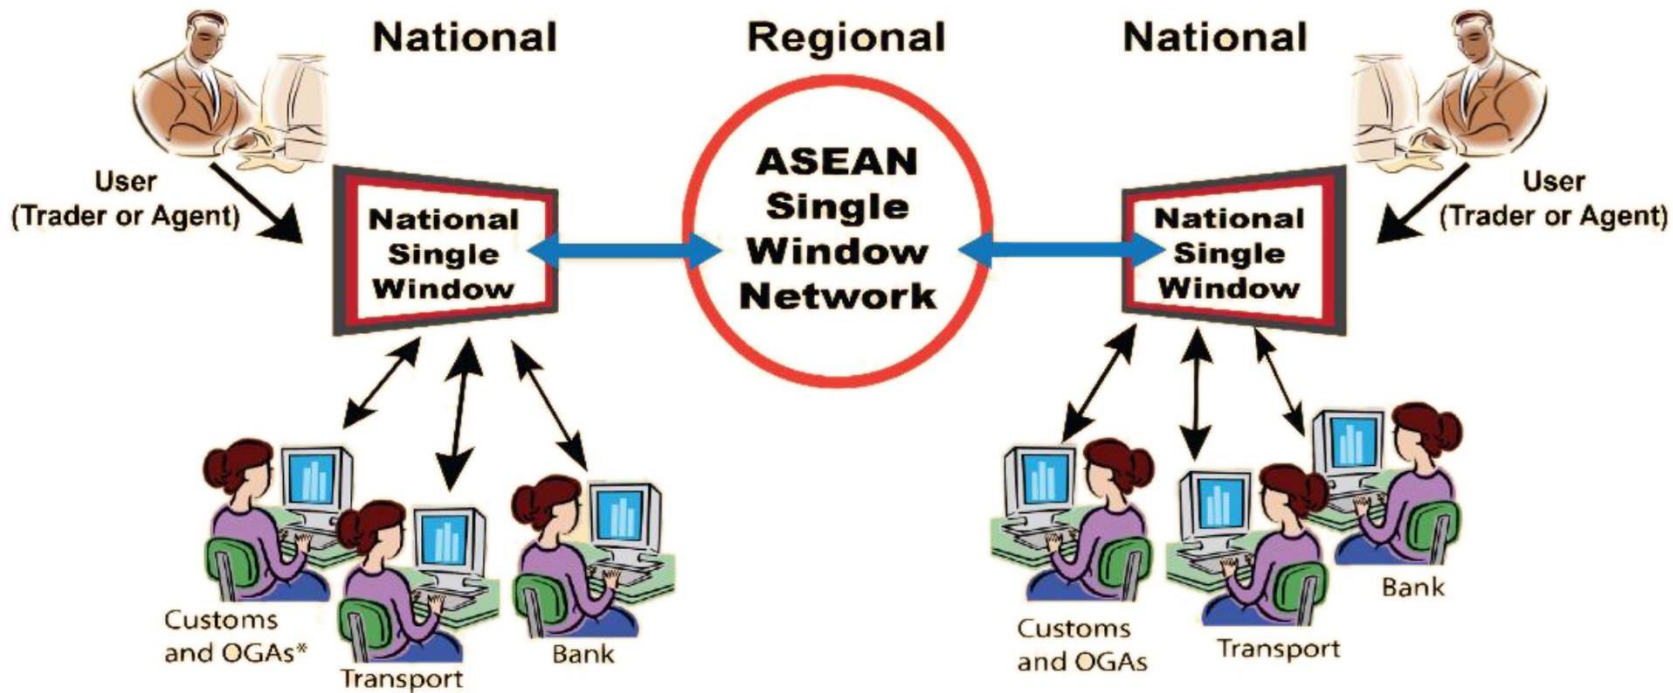 National
Regional
National
User
(Trader or Agent)
National
Single
Window
ASEAN
Single
Window
Network
National
Single
Window
User
(Trader or Agent)
Customs
and OGAs*
Transport
Bank
Customs
and OGAs
Transport
Bank